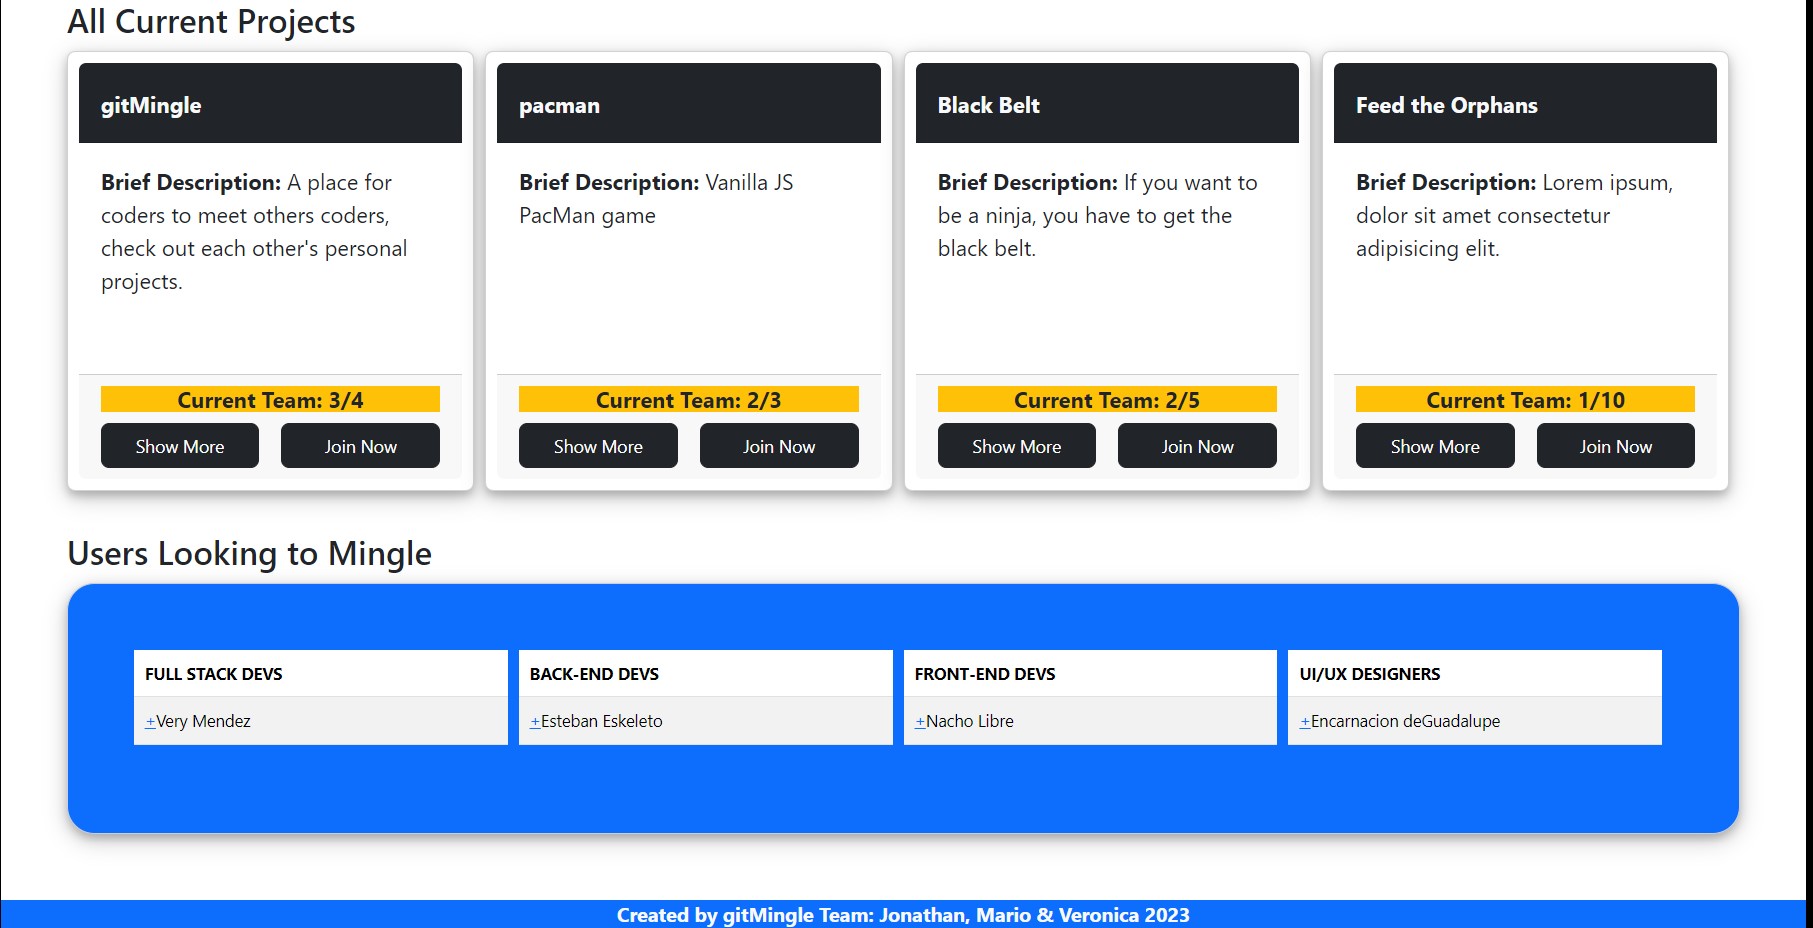 All Current Projects
gitMingle
Brief Description: A place for
coders to meet others coders,
check out each other's personal
projects.
Current Team: 3/4
Show More
Join Now
pacman
Brief Description: Vanilla JS
PacMan game
Current Team: 2/3
Show More
Join Now
Black Belt
Brief Description: If you want to
be a ninja, you have to get the
black belt.
Current Team: 2/5
Show More
Join Now
Feed the Orphans
Brief Description: Lorem ipsum,
dolor sit amet consectetur
adipisicing elit.
Current Team: 1/10
Show More
Join Now
Users Looking to Mingle
FULL STACK DEVS
+Very Mendez
BACK-END DEVS
+Esteban Eskeleto
FRONT-END DEVS
+Nacho Libre
UI/UX DESIGNERS
+Encarnacion deGuadalupe
Created by gitMingle Team: Jonathan, Mario & Veronica 2023